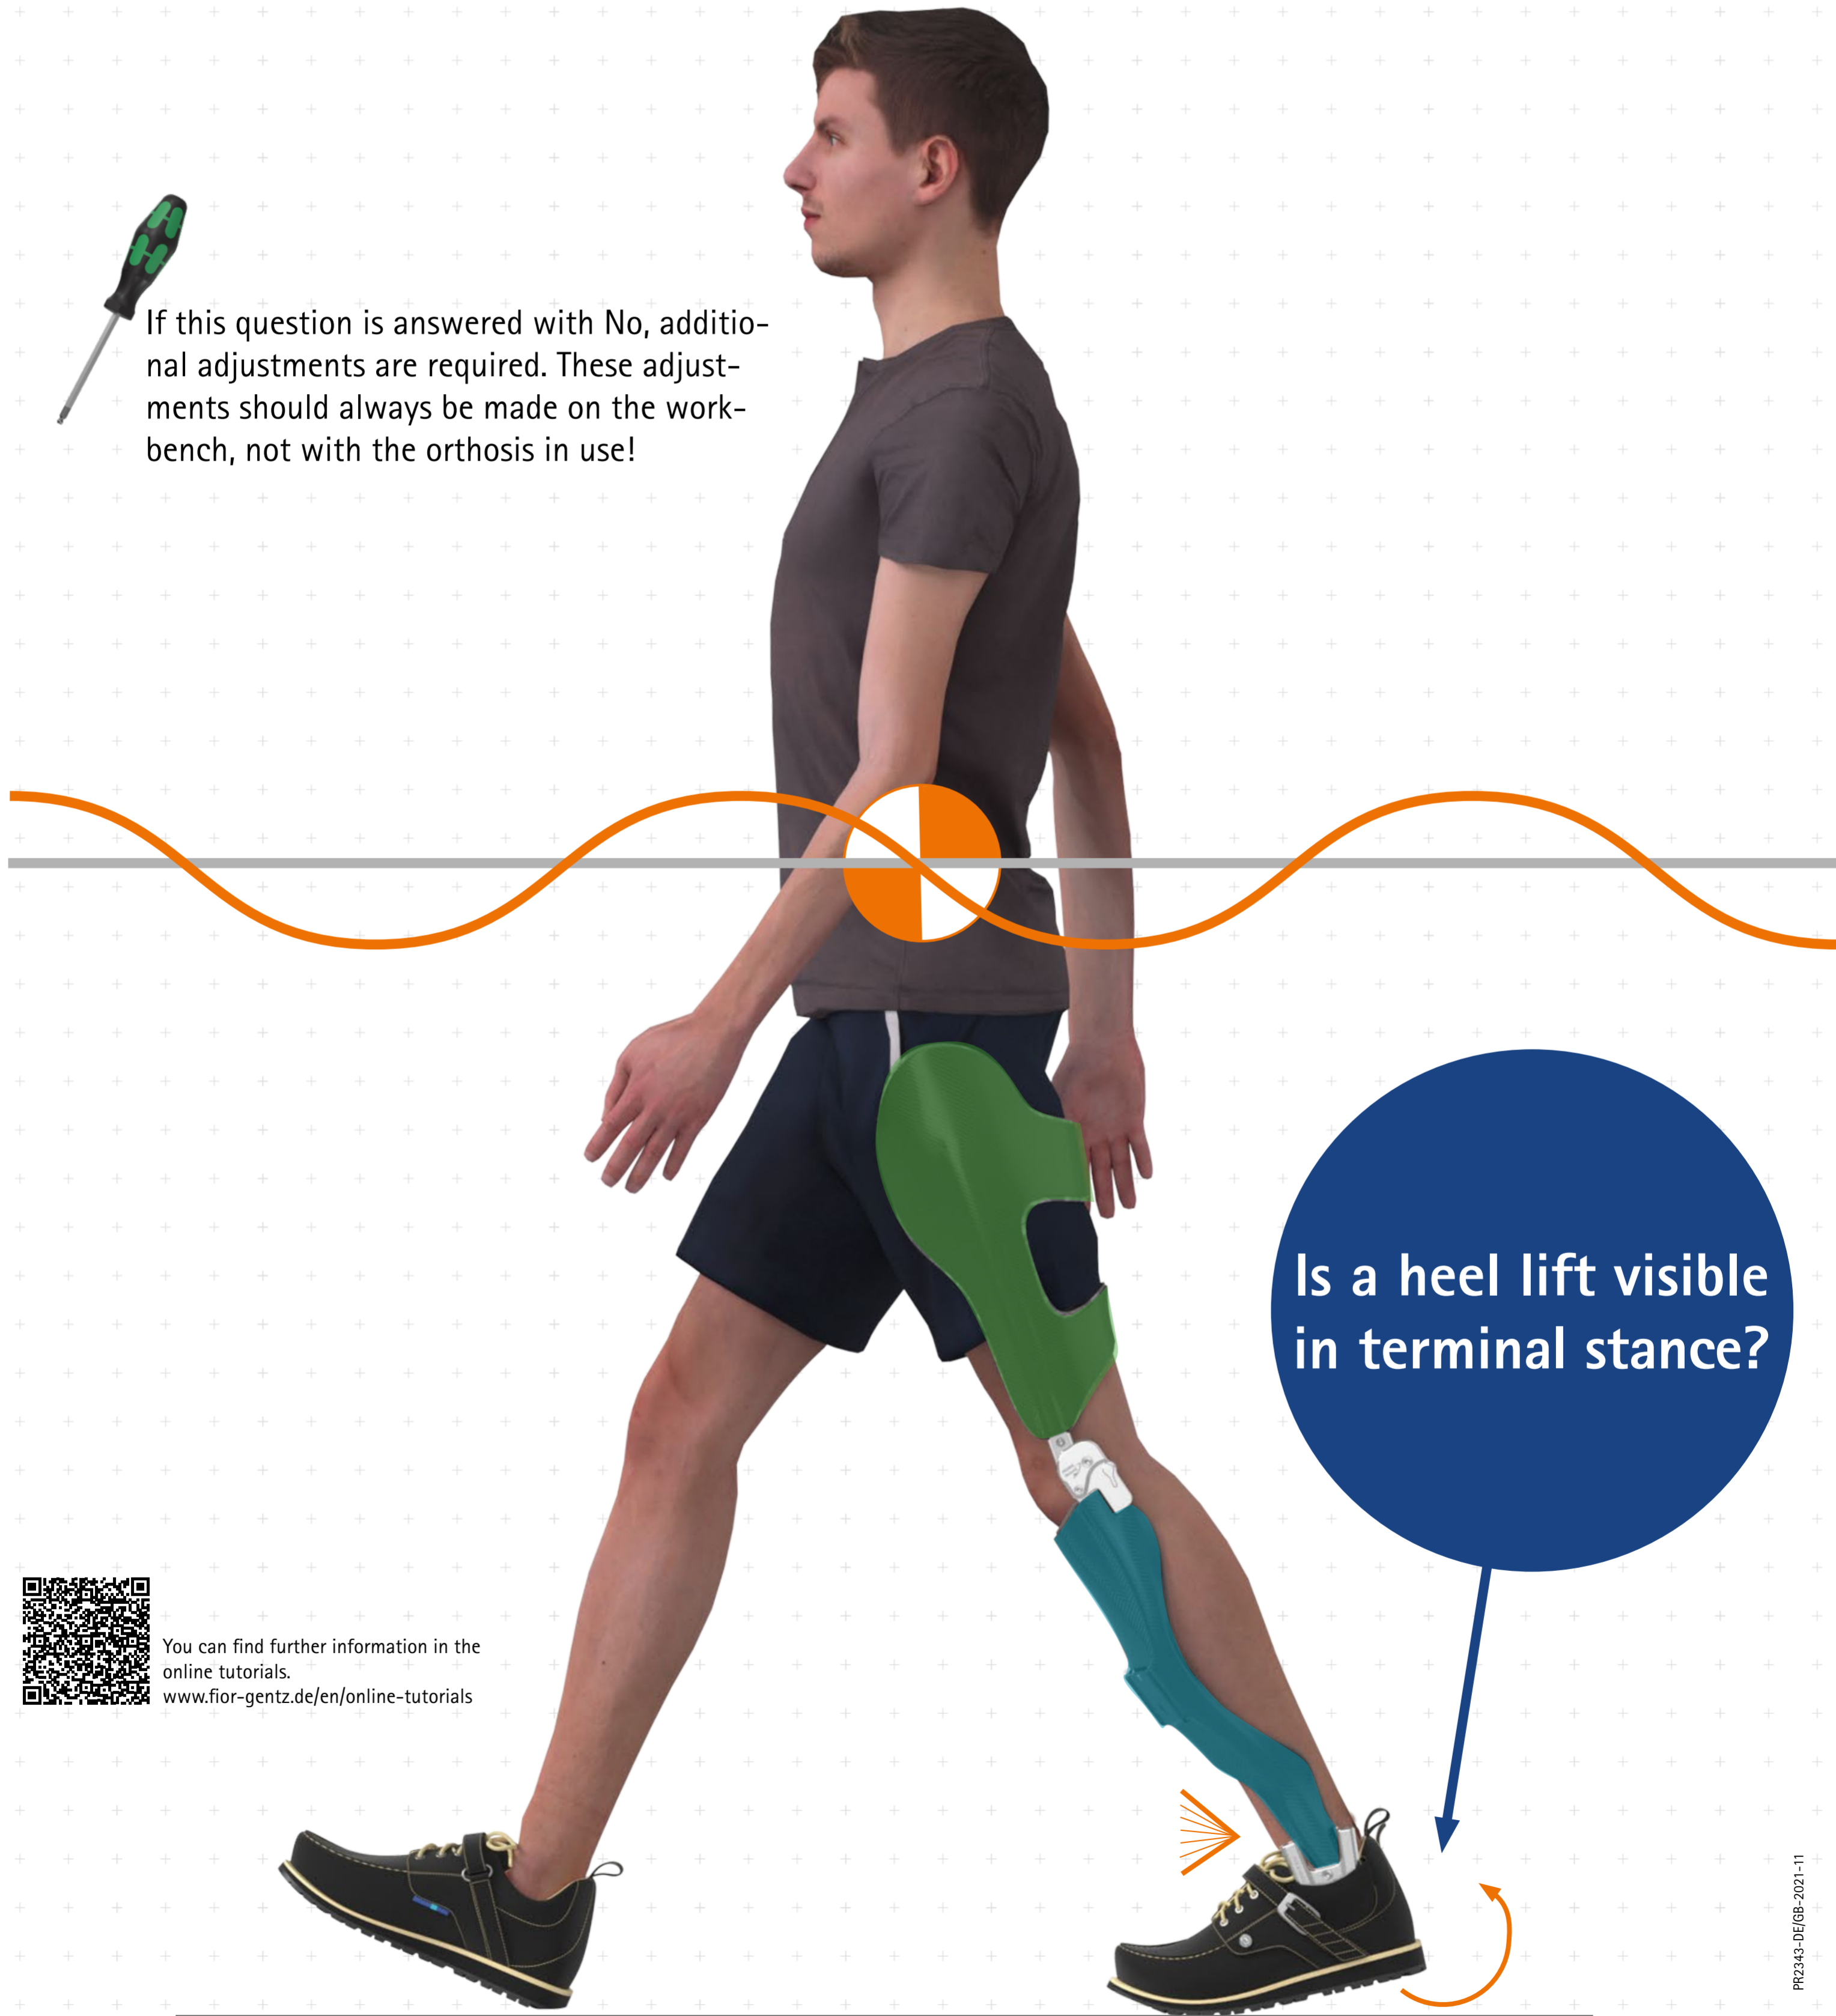 If this question is answered with No, additio-
nal adjustments are required. These adjust-
ments should always be made on the work-
bench, not with the orthosis in use!
Is a heel lift visible
in terminal stance?
You can find further information in the
online tutorials.
www.fior-gentz.de/en/online-tutorials
PR2343-DE/GB-2021-11